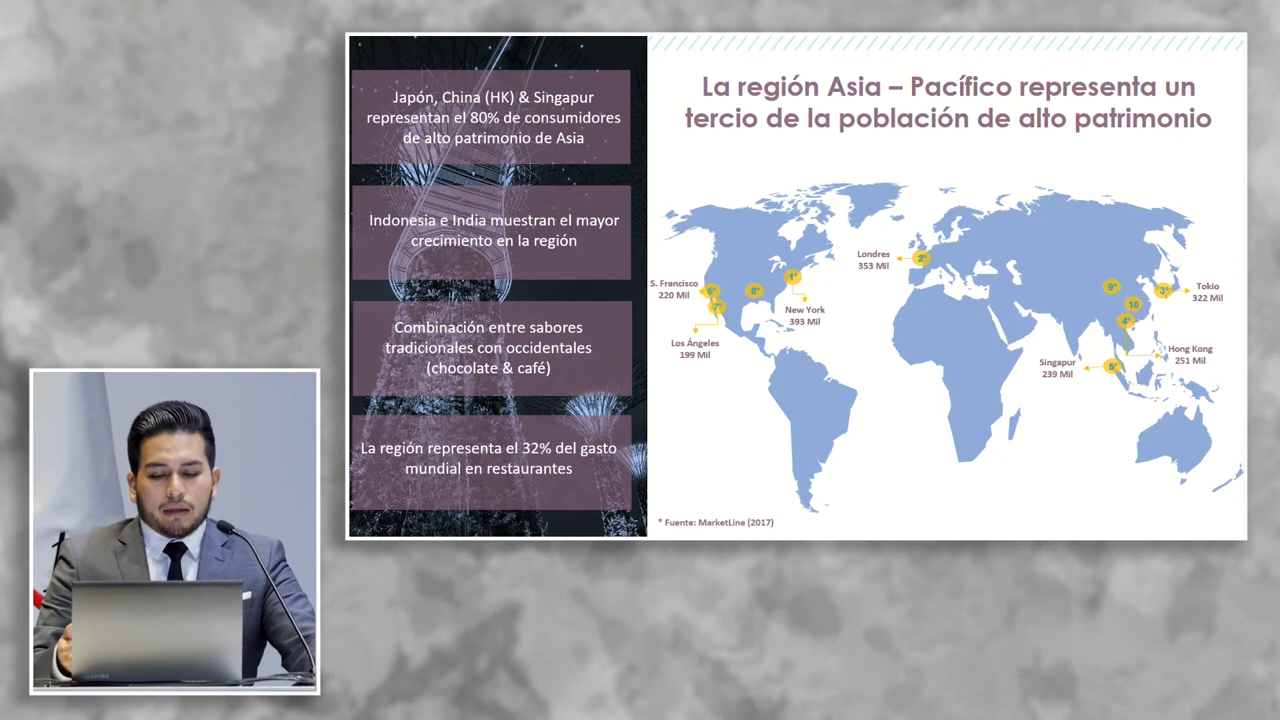 Japón, China (HK) & Singapur
representan el 80% de consumidores
de alto patrimonio de Asia
Indonesia e India muestran el mayor
crecimiento en la región
Combinación entre sabores
tradicionales con occidentales
(chocolate & café)
La región representa el 32% del gasto
mundial en restaurantes
La región Asia – Pacífico representa un
tercio de la población de alto patrimonio
Londres
353 Mil
2°
S. Francisco
220 Mil
6°
7°
8°
1°
New York
393 Mil
Los Ángeles
199 Mil
9°
10
3°
Tokio
322 Mil
4°
Hong Kong
251 Mil
Singapur
239 Mil
5°
* Fuente: MarketLine (2017)